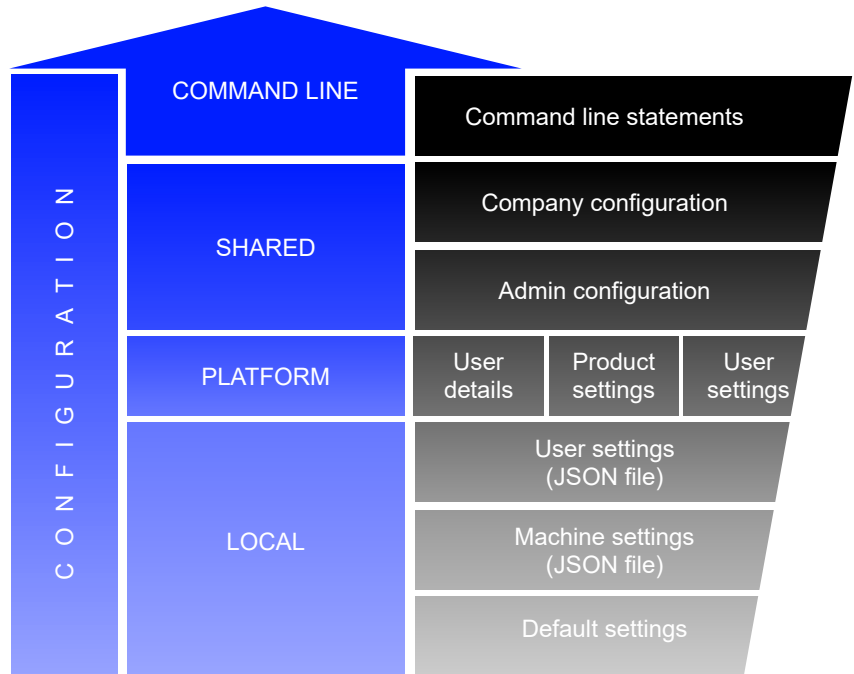 CONFIGURATION
COMMAND LINE
Command line statements
SHARED
Company configuration
Admin configuration
PLATFORM
User
details
Product
settings
User
settings
LOCAL
User settings
(JSON file)
Machine settings
(JSON file)
Default settings